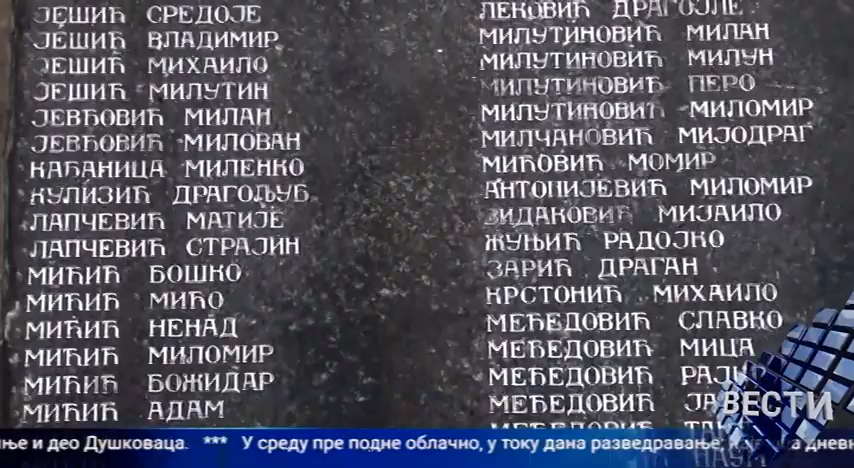 ЈЕШИЋ СРЕДОЈЕ
ЈЕШИЋ ВЛАДИМИР
ЈЕШИЋ МИХАИЛО
ЈЕШИЋ МИЛУТИН
ЈЕВЂОВИЋ МИЛАН
ЈЕВЂОВИЋ МИЛОВАН
КАЂАНИЦА МИЛЕНКО
КУЛИЗИЋ ДРАГОЉУБ
ЛАПЧЕВИЋ МАТИЈЕ
ЛАПЧЕВИЋ СТРАЈИН
МИЋИЋ БОШКО
МИЋИЋ МИЋО
МИЋИЋ НЕНАД
МИЋИЋ МИЛОМИР
МИЋИЋ БОЖИДАР
МИЋИЋ АДАМ
ЛЕКОВИЋ ДРАГОЈЛЕ
МИЛУТИНОВИЋ МИЛАН
МИЛУТИНОВИЋ МИЛУН
МИЛУТИНОВИЋ ПЕРО
МИЛУТИНОВИЋ МИЛОМИР
МИЛЧАНОВИЋ МИЈОДРАГ
МИЋОВИЋ МОМИР
АНТОНИЈЕВИЋ МИЛОМИР
ВИДАКОВИЋ МИЈАИЛО
ЖУЊИЋ РАДОЈКО
ЗАРИЋ ДРАГАН
КРСТОНИЋ МИХАИЛО
МЕЂЕДОВИЋ СЛАВКО
МЕЂЕДОВИЋ МИЦА
МЕЂЕДОВИЋ
МЕЂЕДОВИЋ
ВЕСТИ
и део Душковаца. *** У среду пре подне облачно, у току дана разведравање,